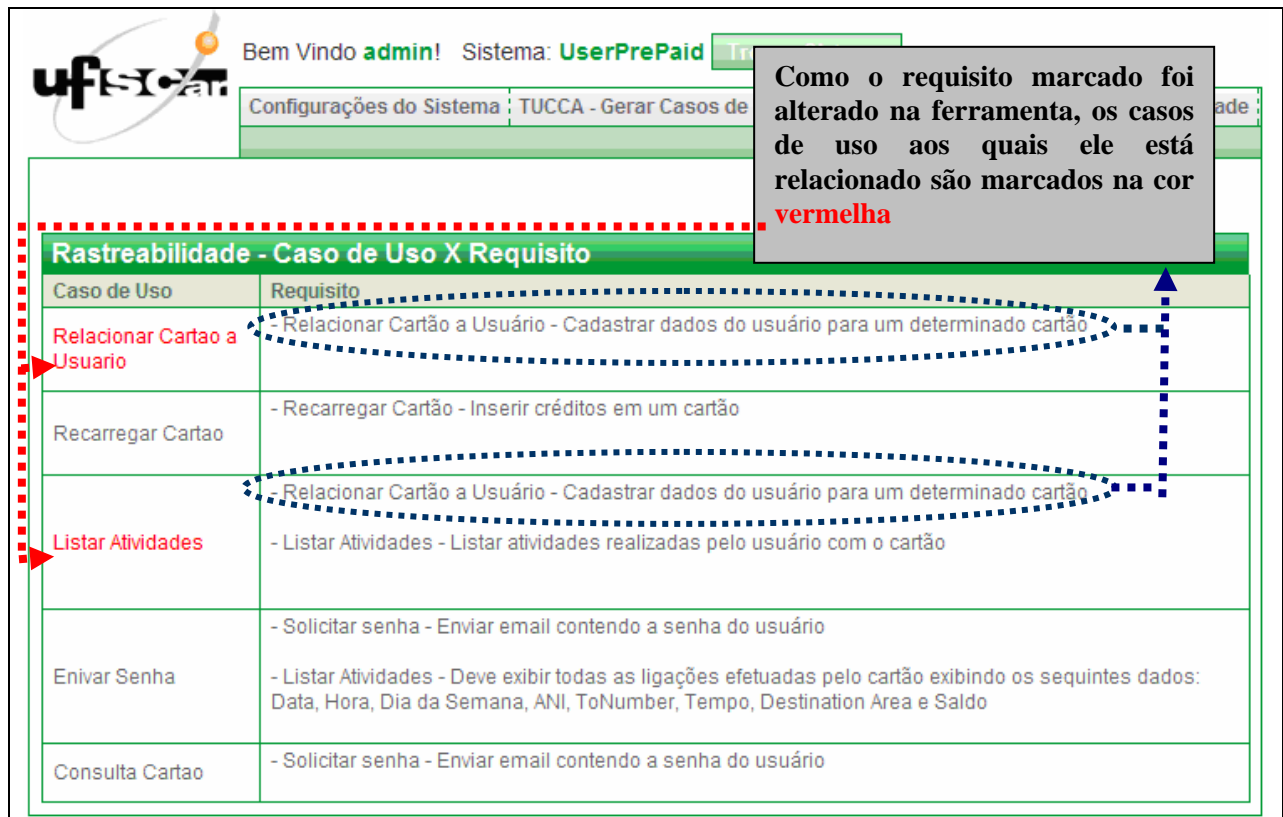 ufscar
Bem Vindo admin! Sistema: UserPrePaid
Configurações do Sistema TUCCA - Gerar Casos de
ade
Como o requisito marcado foi
alterado na ferramenta, os casos
de uso aos quais ele está
relacionado são marcados na cor
vermelha
Rastreabilidade - Caso de Uso X Requisito
Caso de Uso Requisito
Relacionar Cartao a
Usuario
- Relacionar Cartão a Usuário - Cadastrar dados do usuário para um determinado cartão
Recarregar Cartao
- Recarregar Cartão - Inserir créditos em um cartão
Listar Atividades
- Relacionar Cartão a Usuário - Cadastrar dados do usuário para um determinado cartão
- Listar Atividades - Listar atividades realizadas pelo usuário com o cartão
Enivar Senha
- Solicitar senha - Enviar email contendo a senha do usuário
- Listar Atividades - Deve exibir todas as ligações efetuadas pelo cartão exibindo os sequintes dados:
Data, Hora, Dia da Semana, ANI, ToNumber, Tempo, Destination Area e Saldo
Consulta Cartao
- Solicitar senha - Enviar email contendo a senha do usuário